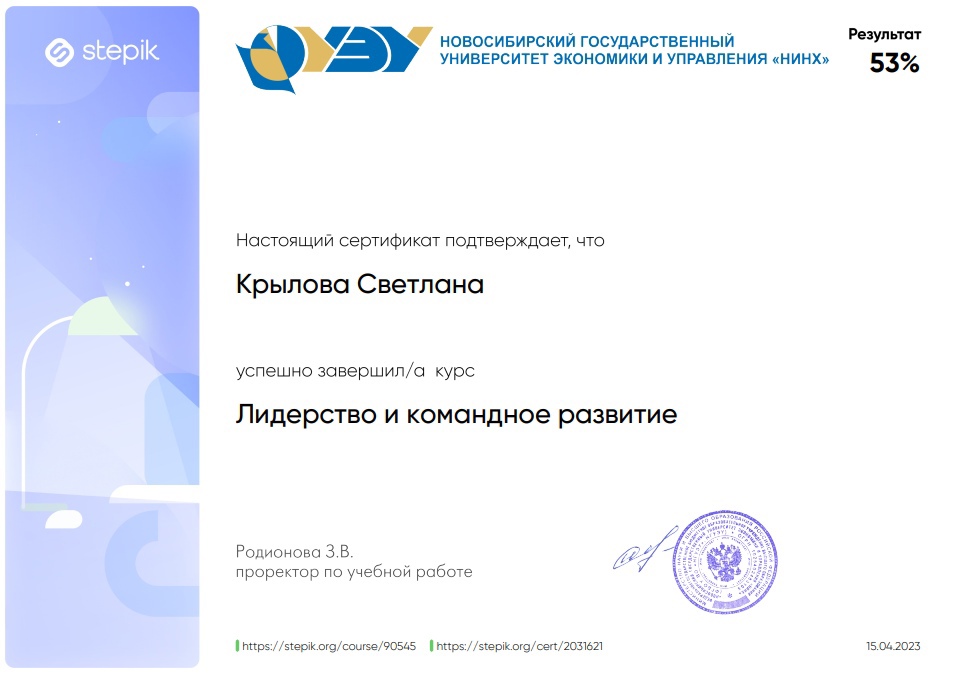 stepik
НОВОСИБИРСКИЙ ГОСУДАРСТВЕННЫЙ
УНИВЕРСИТЕТ ЭКОНОМИКИ И УПРАВЛЕНИЯ «НИНХ»
Результат
53%
Настоящий сертификат подтверждает, что
Крылова Светлана
успешно завершил/а курс
Лидерство и командное развитие
Родионова З.В.
проректор по учебной работе
https://stepik.org/course/90545
https://stepik.org/cert/2031621
15.04.2023